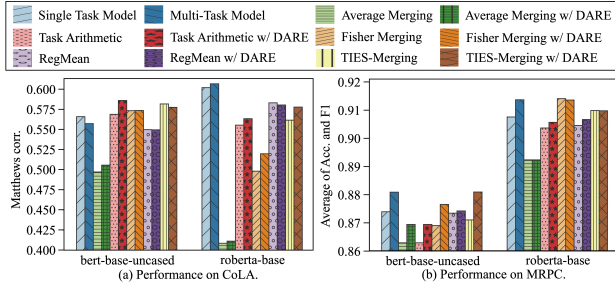 Single Task Model Multi-Task Model Average Merging Average Merging w/ DARE
Task Arithmetic Task Arithmetic w/ DARE Fisher Merging Fisher Merging w/ DARE
RegMean RegMean w/ DARE TIES-Merging TIES-Merging w/ DARE
Matthews corr.
0.600
0.575
0.550
0.525
0.500
0.475
0.450
0.425
0.400
bert-base-uncased roberta-base
(a) Performance on CoLA.
Average of Acc. and F1
0.91
0.90
0.89
0.88
0.87
0.86
bert-base-uncased roberta-base
(b) Performance on MRPC.